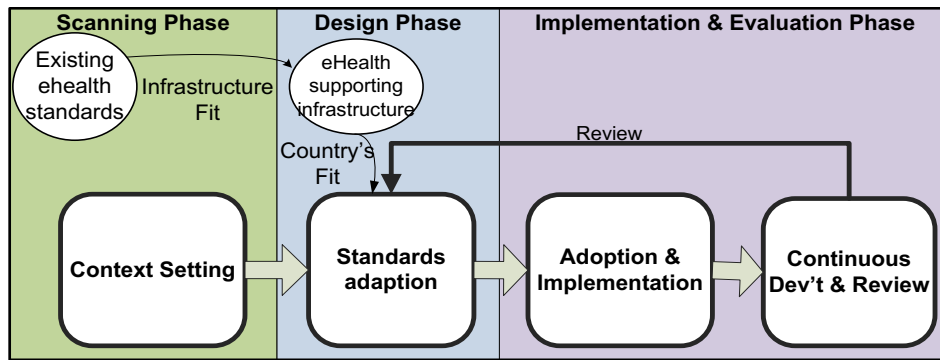 Scanning Phase
Design Phase
Implementation & Evaluation Phase
Existing
ehealth
standards
Infrastructure
Fit
eHealth
supporting
infrastructure
Country's
Fit
Review
Context Setting
Standards
adaption
Adoption &
Implementation
Continuous
Dev't & Review